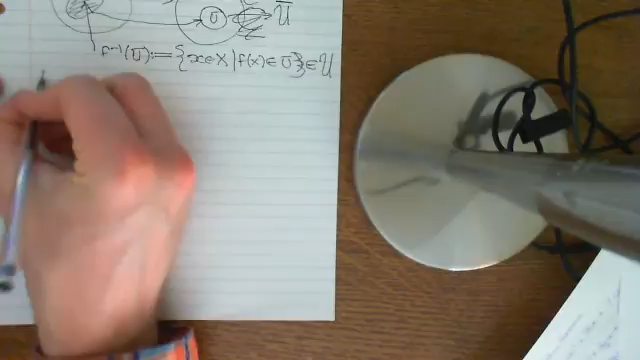 U Ū
f⁻¹(U) := {x∈X | f(x) ∈ U} ∈ 𝒰